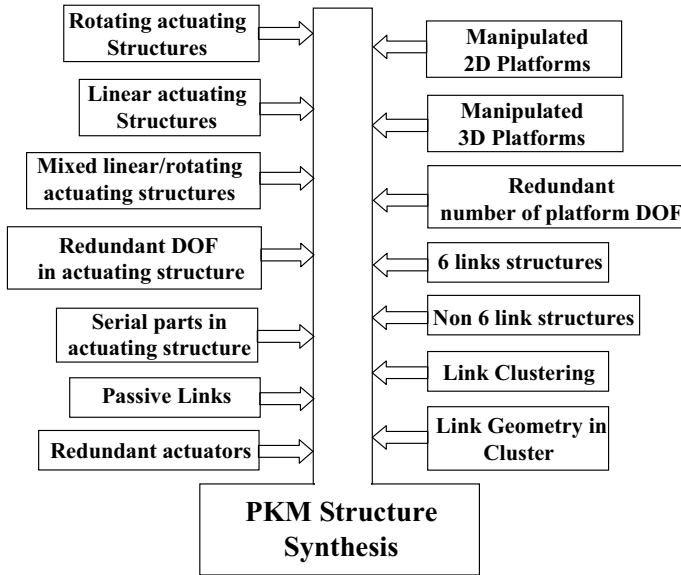 Rotating actuating
Structures
Linear actuating
Structures
Mixed linear/rotating
actuating structures
Redundant DOF
in actuating structure
Serial parts in
actuating structure
Passive Links
Redundant actuators
Manipulated
2D Platforms
Manipulated
3D Platforms
Redundant
number of platform DOF
6 links structures
Non 6 link structures
Link Clustering
Link Geometry in
Cluster
PKM Structure
Synthesis